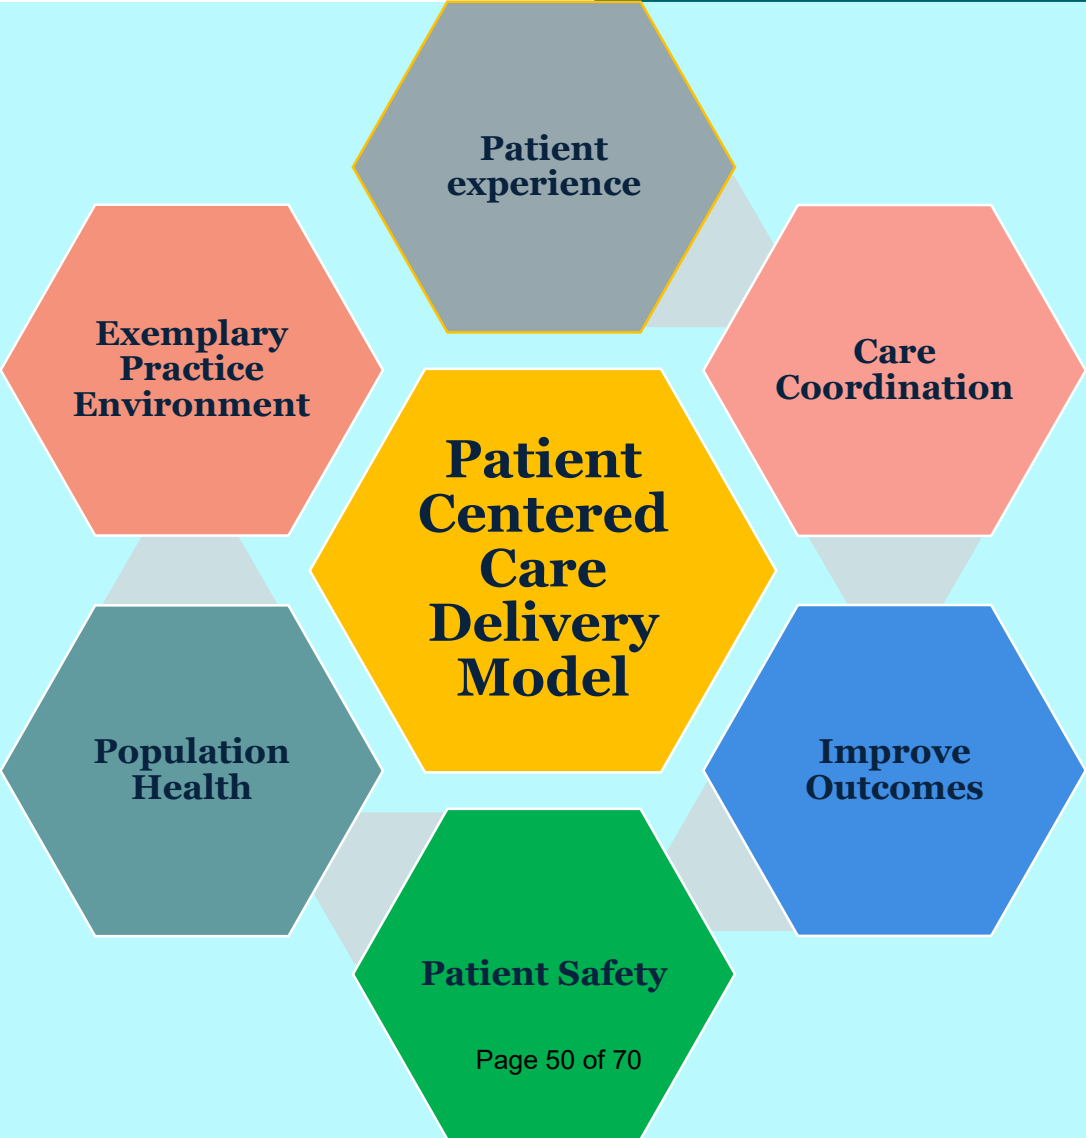 Patient
experience
Exemplary
Practice
Environment
Care
Coordination
Patient
Centered
Care
Delivery
Model
Population
Health
Improve
Outcomes
Patient Safety
Page 50 of 70